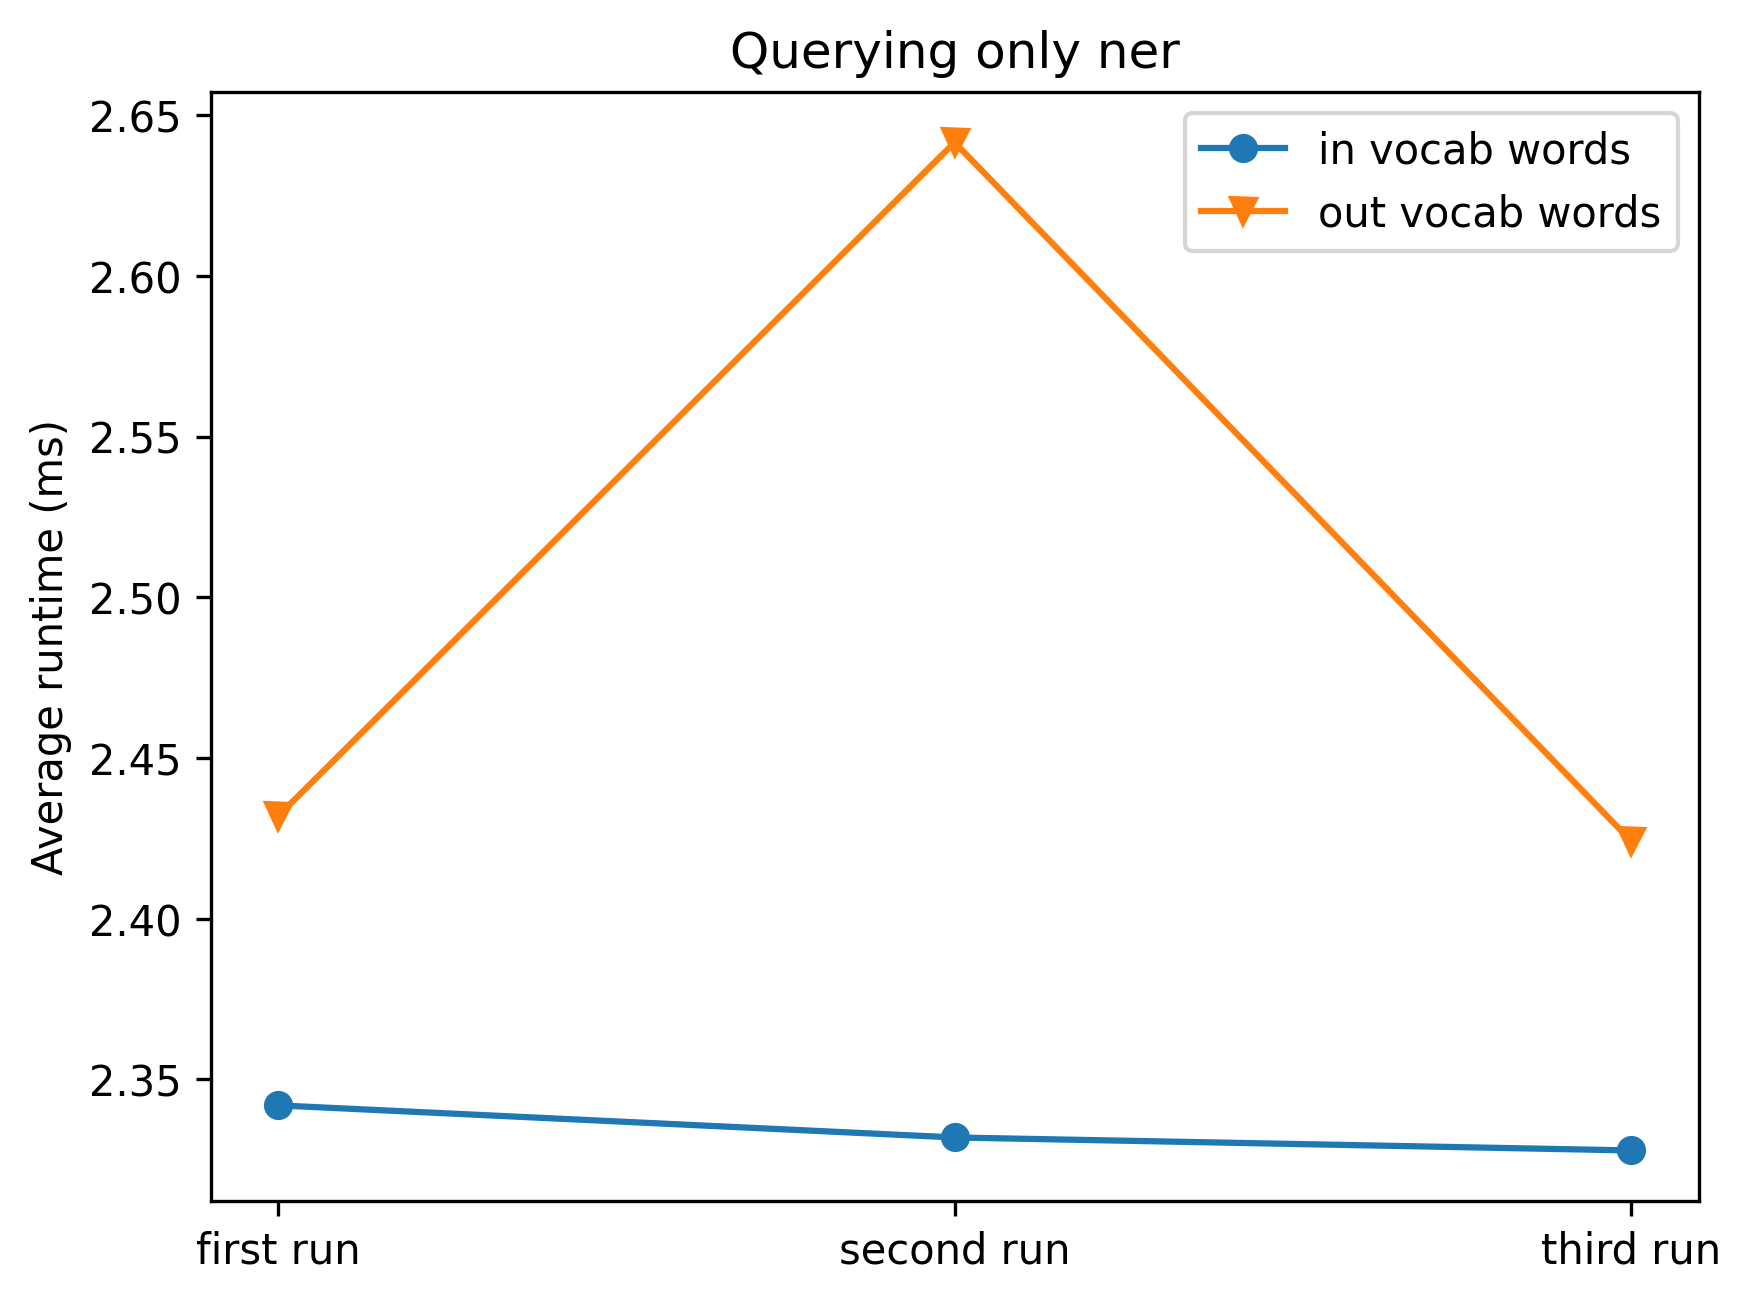 Querying only ner
2.65
2.60
2.55
2.50
2.45
2.40
2.35
Average runtime (ms)
in vocab words
out vocab words
first run
second run
third run